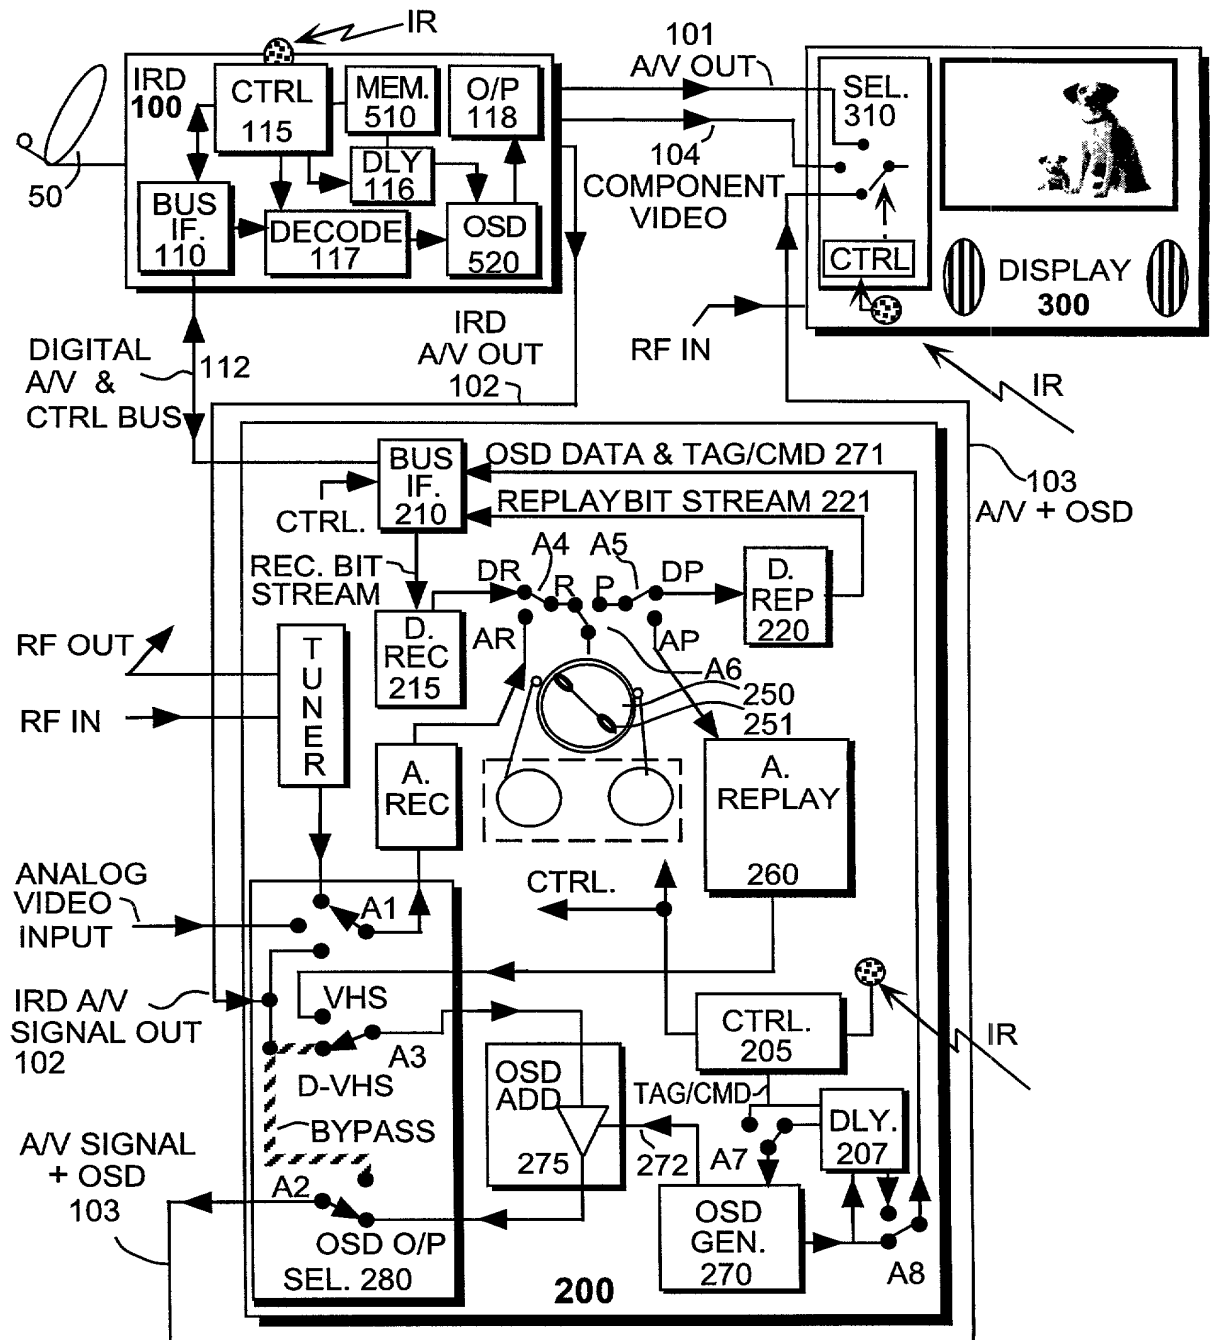 IR
101
A/V OUT
IRD
100
CTRL
115
MEM.
510
O/P
118
SEL.
310
DLY
116
104
COMPONENT
VIDEO
50
BUS
IF.
110
DECODE
117
OSD
520
CTRL
DISPLAY
300
IRD
A/V OUT
102
RF IN
DIGITAL
A/V &
CTRL BUS
112
IR
BUS
IF.
210
OSD DATA & TAG/CMD 271
CTRL.
REPLAY BIT STREAM 221
103
A/V + OSD
REC. BIT
STREAM
A4
A5
DR
R
P
DP
D.
REP
220
RF OUT
TUNER
D.
REC
215
AR
AP
A6
250
251
RF IN
A.
REC
A.
REPLAY
260
ANALOG
VIDEO
INPUT
A1
CTRL.
IRD A/V
SIGNAL OUT
102
VHS
A3
D-VHS
BYPASS
CTRL.
205
IR
OSD
ADD
275
TAG/CMD
DLY.
207
A7
272
A/V SIGNAL
+ OSD
103
A2
OSD O/P
SEL. 280
OSD
GEN.
270
A8
200